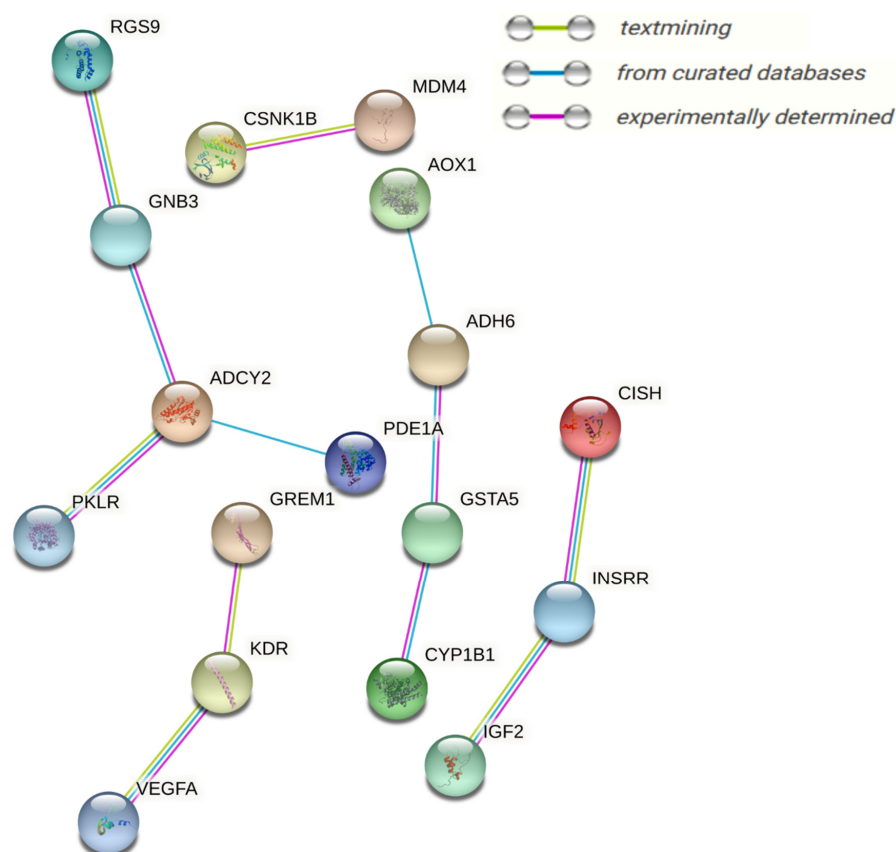 RGS9
textmining
from curated databases
experimentally determined
MDM4
CSNK1B
AOX1
GNB3
ADH6
ADCY2
CISH
PDE1A
PKLR
GREM1
GSTA5
INSRR
KDR
CYP1B1
IGF2
VEGFA